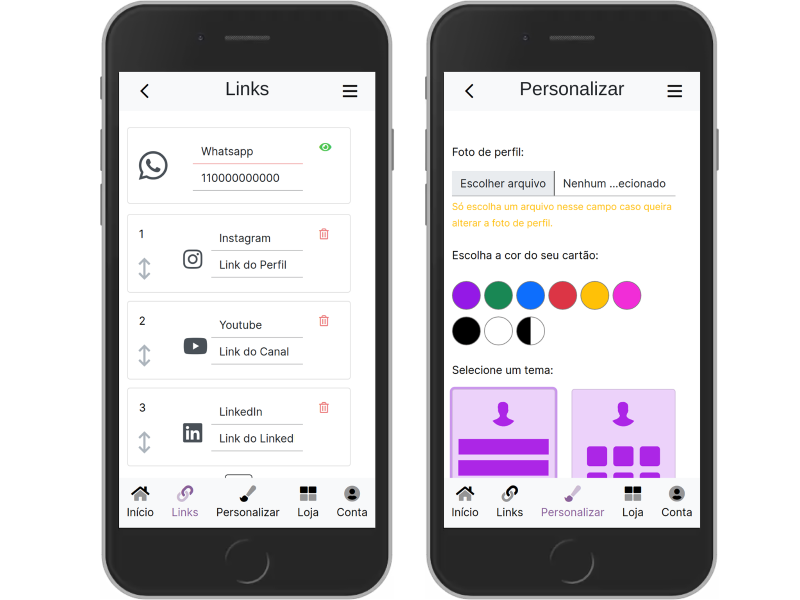 Links
Whatsapp
110000000000
1
Instagram
Link do Perfil
2
Youtube
Link do Canal
3
LinkedIn
Link do Linked
Início
Links
Personalizar
Loja
Conta
Personalizar
Foto de perfil:
Escolher arquivo
Nenhum ...ecionado
Só escolha um arquivo nesse campo caso queira
alterar a foto de perfil.
Escolha a cor do seu cartão:
Selecione um tema:
Início
Links
Personalizar
Loja
Conta